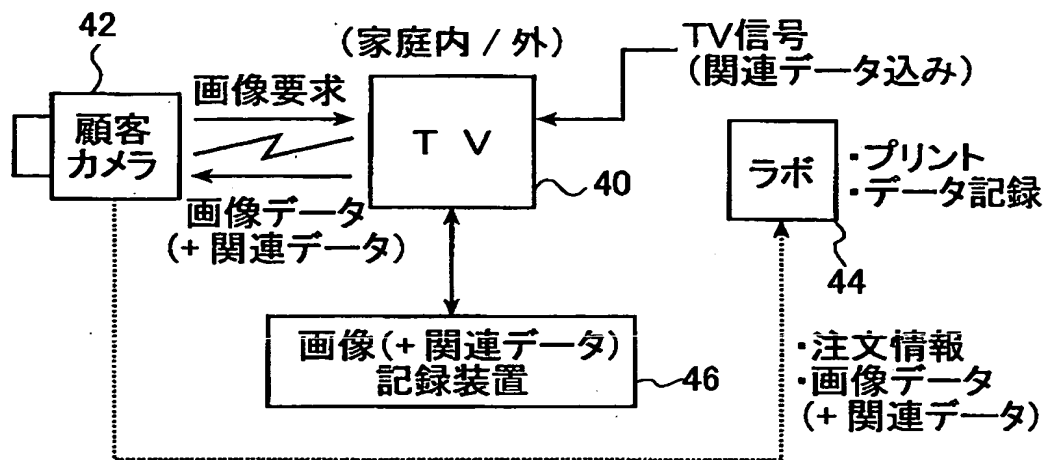 42
(家庭内 / 外)
TV信号
(関連データ込み)
画像要求
顧客
カメラ
TV
40
画像データ
(+ 関連データ)
ラボ
・プリント
・データ記録
44
画像(+ 関連データ)
記録装置
46
・注文情報
・画像データ
(+ 関連データ)